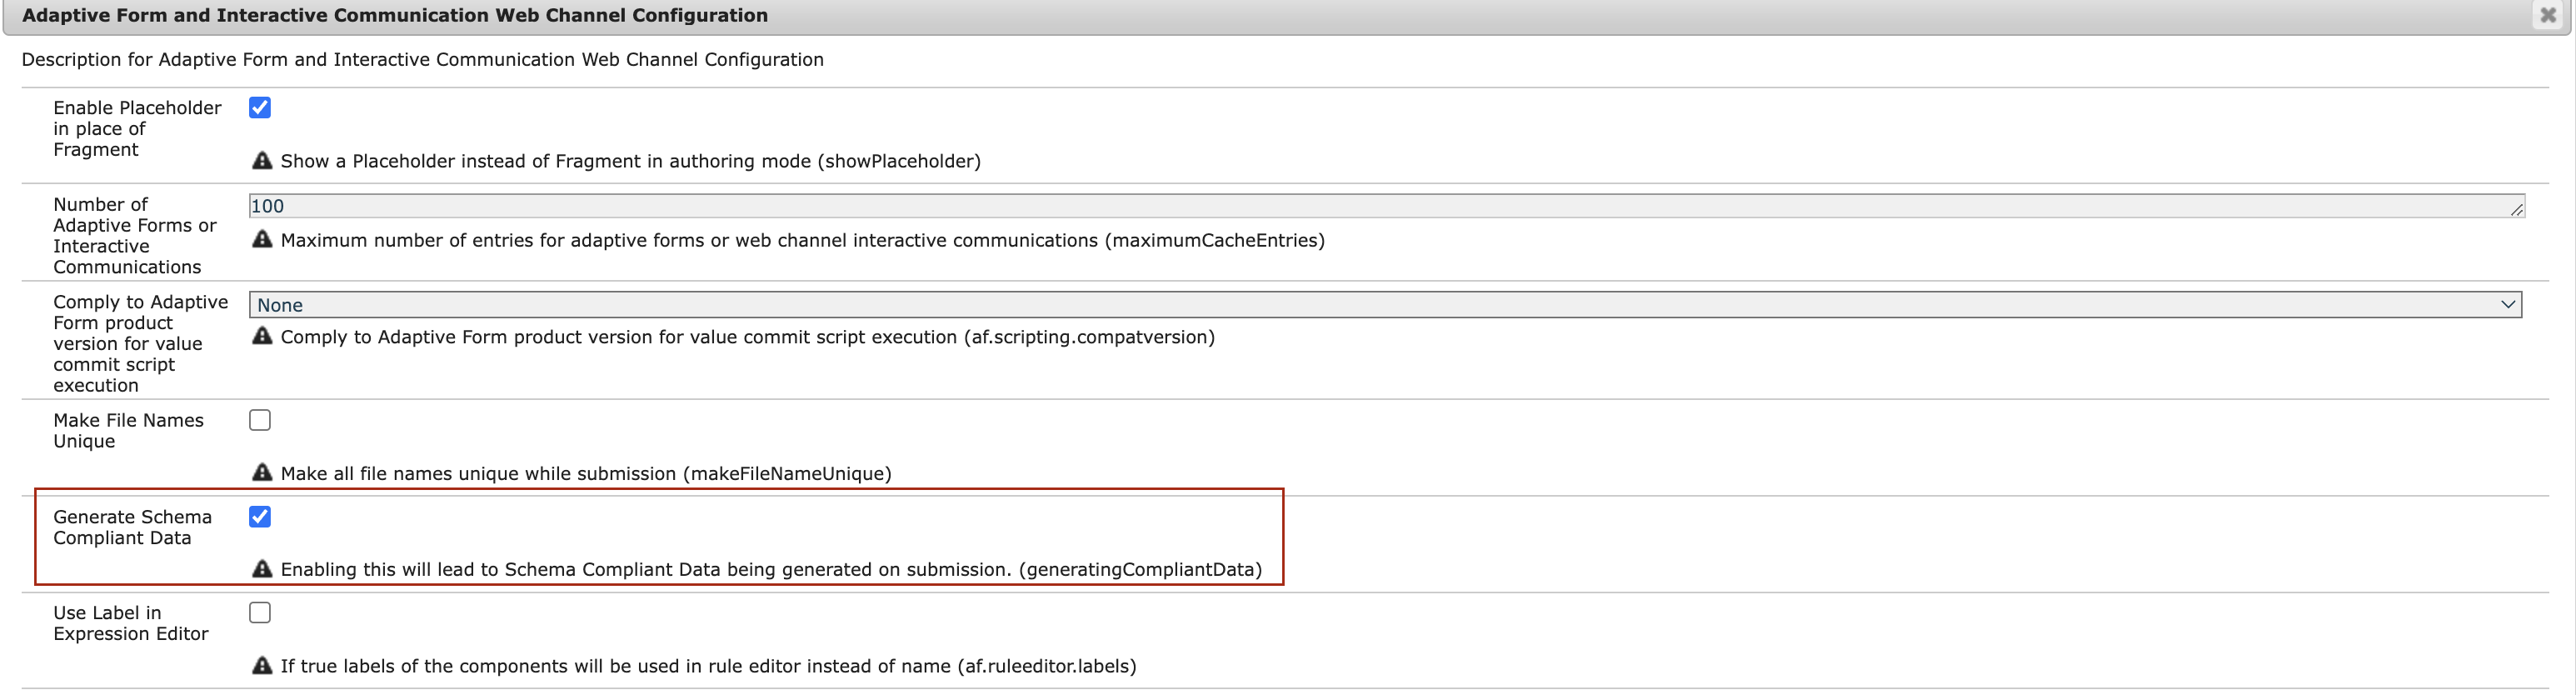 Adaptive Form and Interactive Communication Web Channel Configuration
Description for Adaptive Form and Interactive Communication Web Channel Configuration
Enable Placeholder
in place of
Fragment
Show a Placeholder instead of Fragment in authoring mode (showPlaceholder)
Number of
Adaptive Forms or
Interactive
Communications
100
Maximum number of entries for adaptive forms or web channel interactive communications (maximumCacheEntries)
Comply to Adaptive
Form product
version for value
commit script
execution
None
Comply to Adaptive Form product version for value commit script execution (af.scripting.compatversion)
Make File Names
Unique
Make all file names unique while submission (makeFileNameUnique)
Generate Schema
Compliant Data
Enabling this will lead to Schema Compliant Data being generated on submission. (generatingCompliantData)
Use Label in
Expression Editor
If true labels of the components will be used in rule editor instead of name (af.ruleeditor.labels)